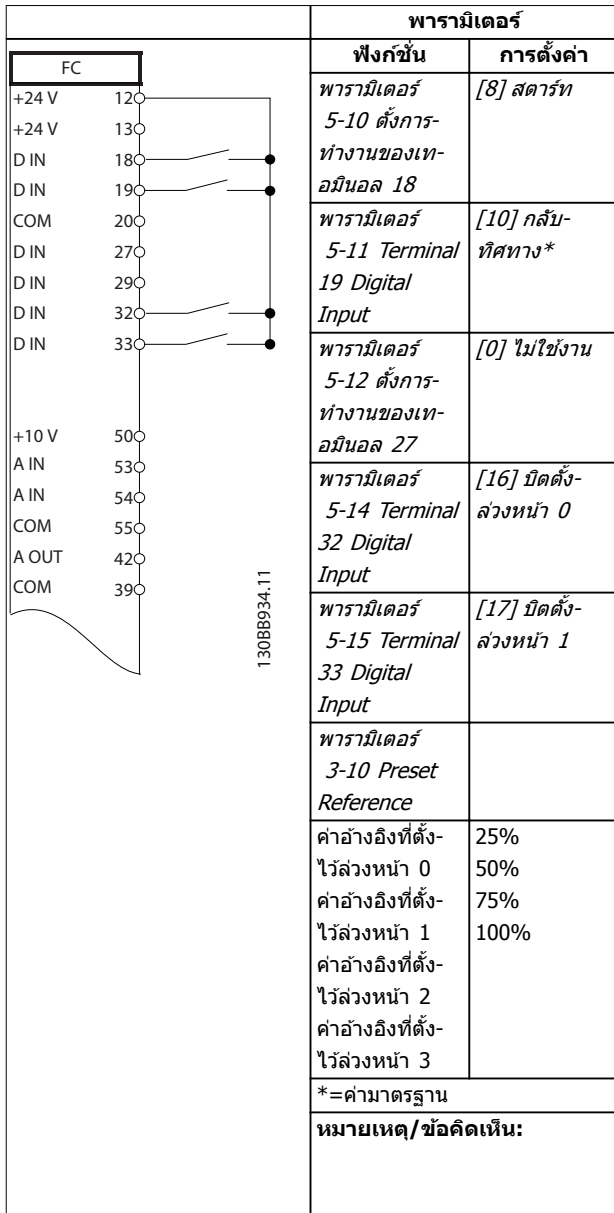 FC
+24 V 12
+24 V 13
D IN 18
D IN 19
COM 20
D IN 27
D IN 29
D IN 32
D IN 33
+10 V 50
A IN 53
A IN 54
COM 55
A OUT 42
COM 39
130BB934.11
พารามิเตอร์
ฟังก์ชั่น การตั้งค่า
พารามิเตอร์ [8] สตาร์ท
5-10 ตั้งการ-
ทำงานของเท-
อมินอล 18
พารามิเตอร์ [10] กลับ-
5-11 Terminal ทิศทาง*
19 Digital
Input
พารามิเตอร์ [0] ไม่ใช้งาน
5-12 ตั้งการ-
ทำงานของเท-
อมินอล 27
พารามิเตอร์ [16] บิตตั้ง-
5-14 Terminal ล่วงหน้า 0
32 Digital
Input
พารามิเตอร์ [17] บิตตั้ง-
5-15 Terminal ล่วงหน้า 1
33 Digital
Input
พารามิเตอร์
3-10 Preset
Reference
ค่าอ้างอิงที่ตั้ง- 25%
ไว้ล่วงหน้า 0 50%
ค่าอ้างอิงที่ตั้ง- 75%
ไว้ล่วงหน้า 1 100%
ค่าอ้างอิงที่ตั้ง-
ไว้ล่วงหน้า 2
ค่าอ้างอิงที่ตั้ง-
ไว้ล่วงหน้า 3
*=ค่ามาตรฐาน
หมายเหตุ/ข้อคิดเห็น: